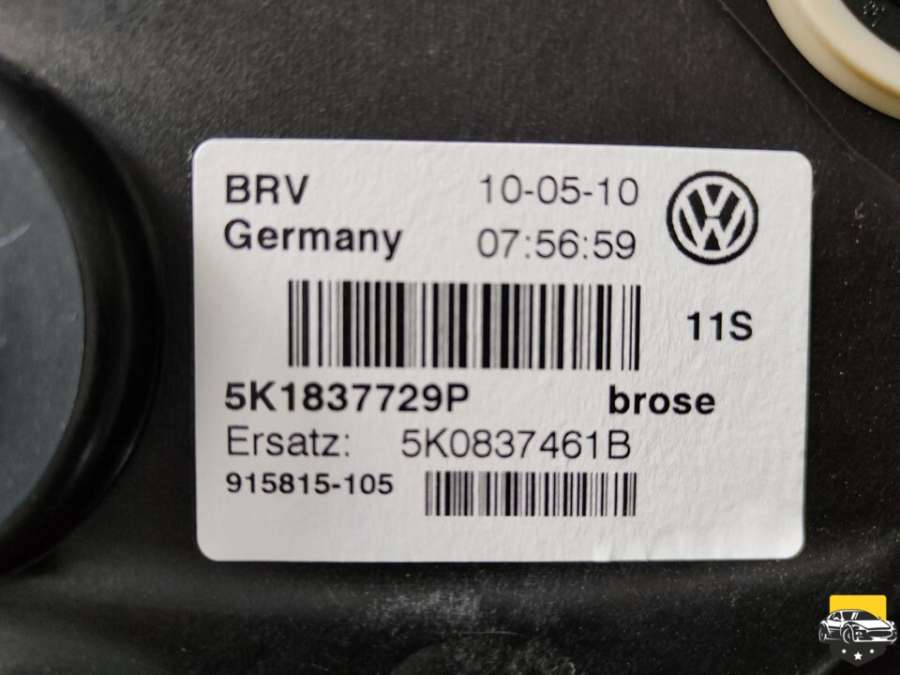 BRV 10-05-10
Germany 07:56:59
11S
5K1837729P brose
Ersatz: 5K0837461B
915815-105